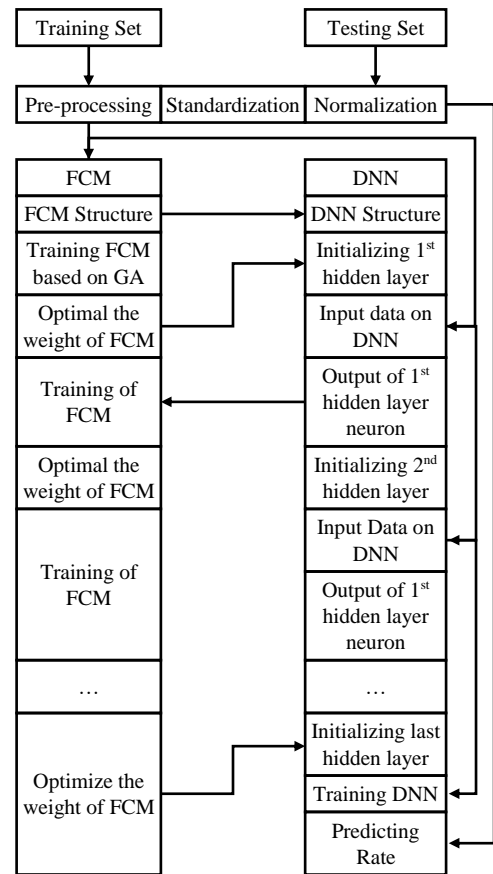 Training Set
Testing Set
Pre-processing
Standardization
Normalization
FCM
FCM Structure
Training FCM
based on GA
Optimal the
weight of FCM
Training of
FCM
Optimal the
weight of FCM
Training of
FCM
…
Optimize the
weight of FCM
DNN
DNN Structure
Initializing 1st
hidden layer
Input data on
DNN
Output of 1st
hidden layer
neuron
Initializing 2nd
hidden layer
Input Data on
DNN
Output of 1st
hidden layer
neuron
…
Initializing last
hidden layer
Training DNN
Predicting
Rate